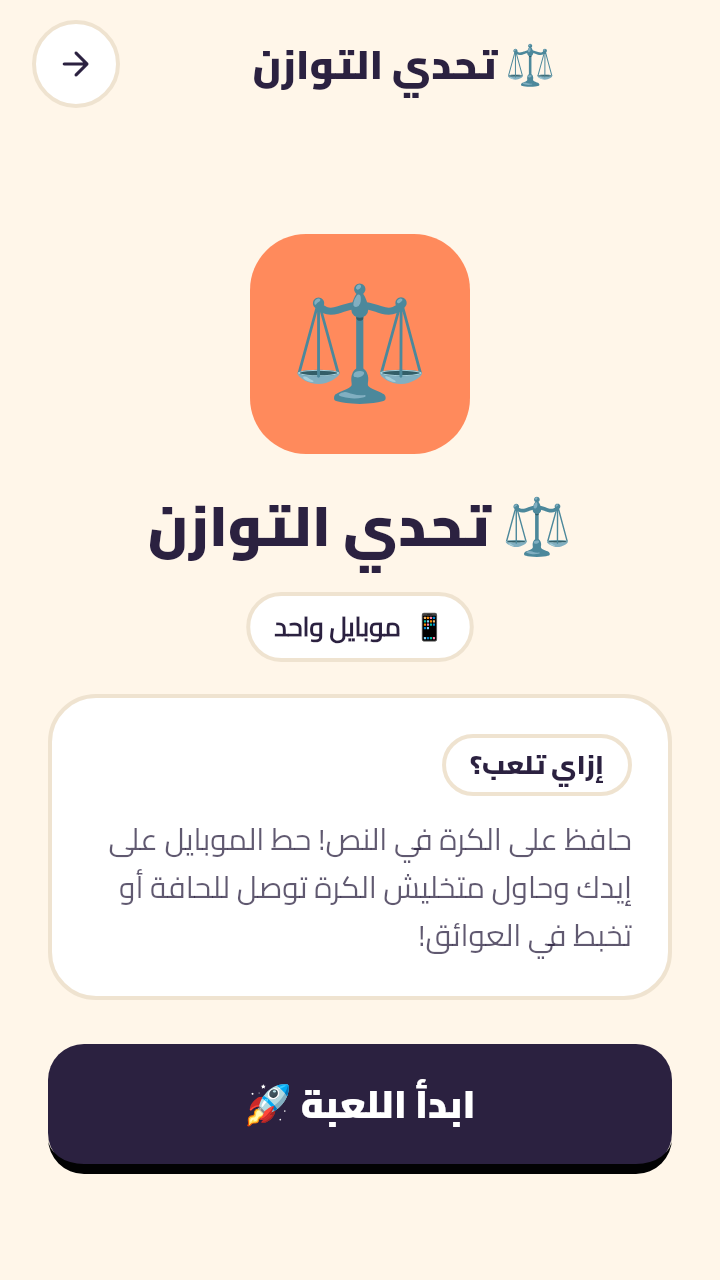 ⚖️ تحدي التوازن
⚖️ تحدي التوازن
📱 موبايل واحد
إزاي تلعب؟
حافظ على الكرة في النص! حط الموبايل على
إيدك وحاول متخليش الكرة توصل للحافة أو
تخبط في العوائق!
ابدأ اللعبة 🚀